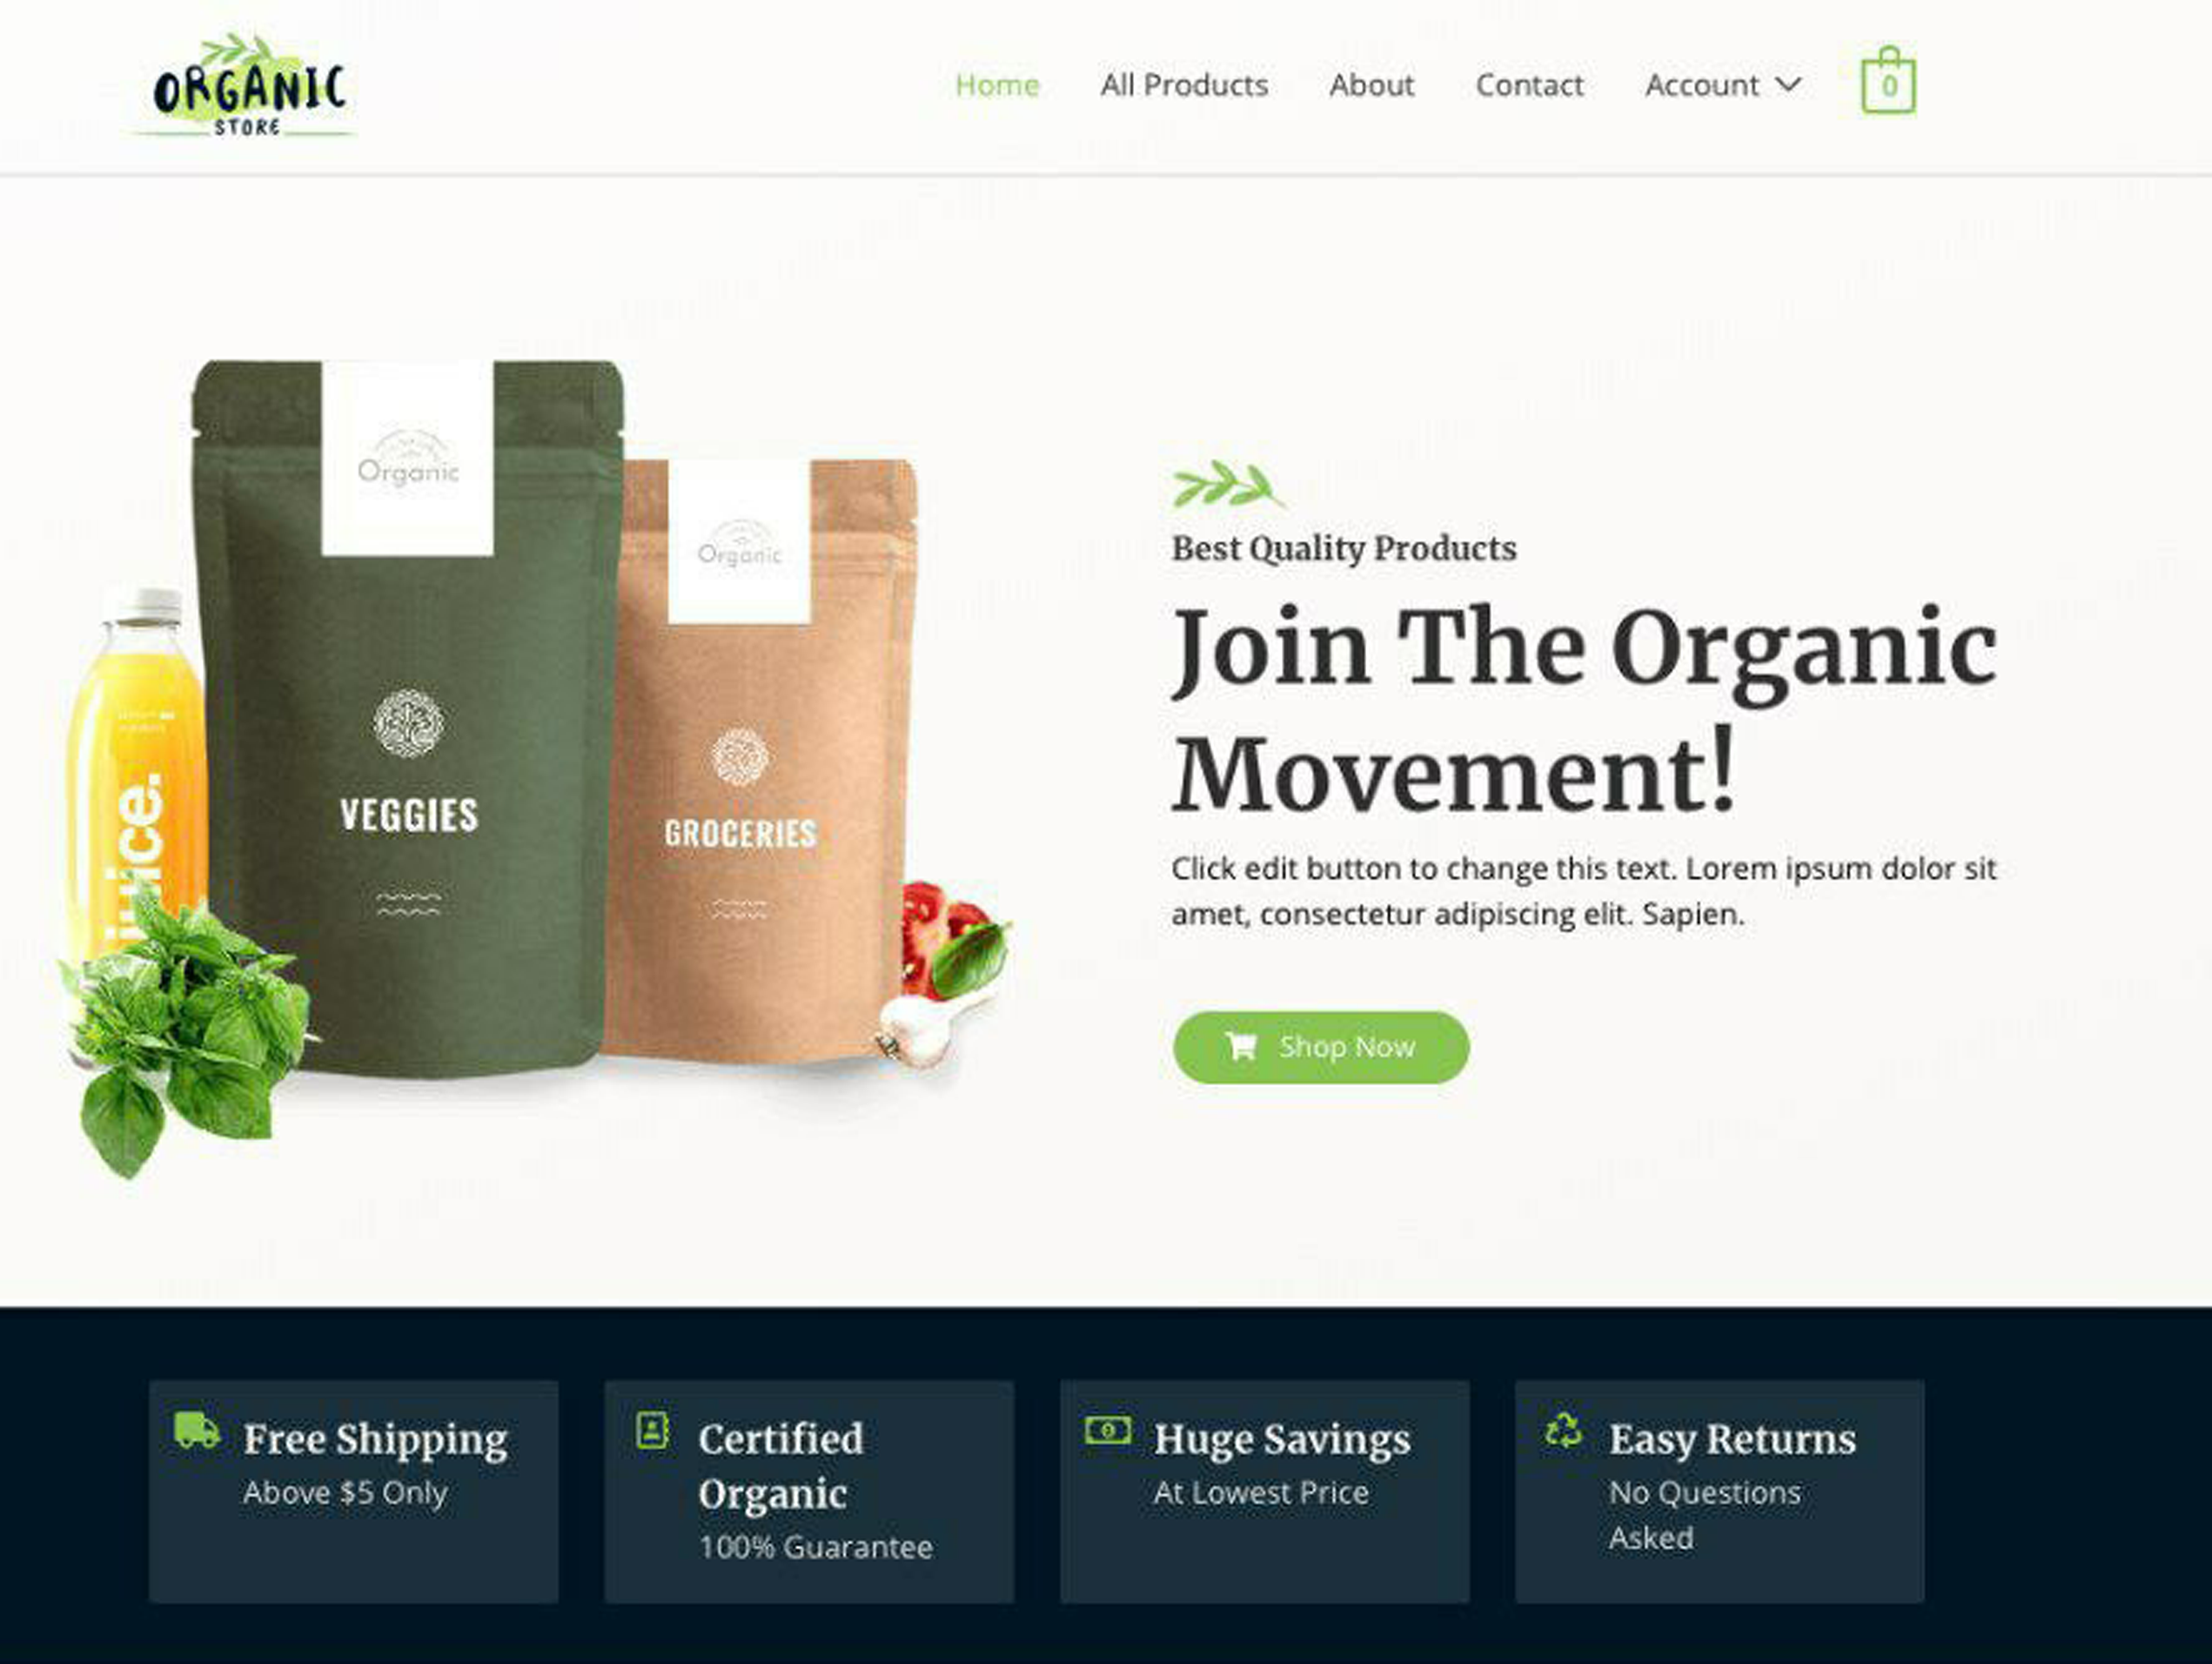 ORGANIC
STORE
Home All Products About Contact Account 0
Organic
Organic
juice.
VEGGIES
GROCERIES
Best Quality Products
Join The Organic
Movement!
Click edit button to change this text. Lorem ipsum dolor sit
amet, consectetur adipiscing elit. Sapien.
Shop Now
Free Shipping
Above $5 Only
Certified
Organic
100% Guarantee
Huge Savings
At Lowest Price
Easy Returns
No Questions
Asked